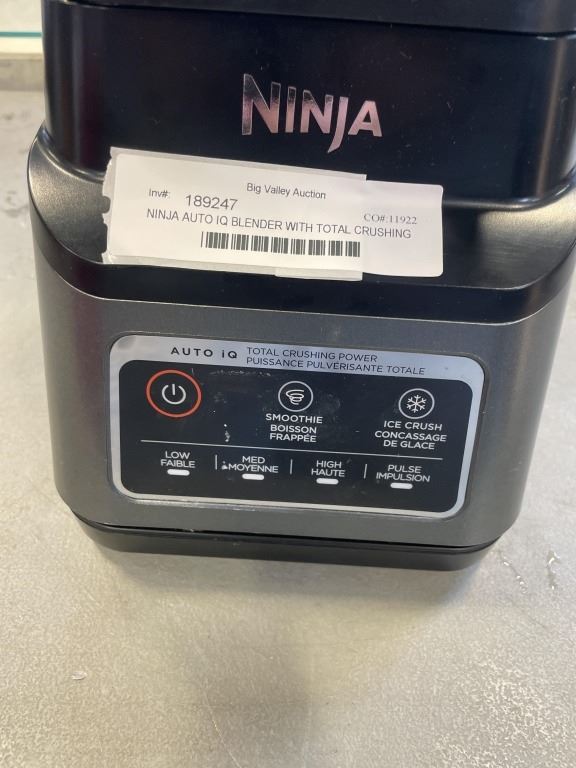 NINJA
Big Valley Auction
Inv#: 189247
CO#:11922
NINJA AUTO IQ BLENDER WITH TOTAL CRUSHING
AUTO iQ TOTAL CRUSHING POWER
PUISSANCE PULVÉRISANTE TOTALE
SMOOTHIE
BOISSON
FRAPPÉE
ICE CRUSH
CONCASSAGE
DE GLACE
LOW
FAIBLE
MED
MOYENNE
HIGH
HAUTE
PULSE
IMPULSION